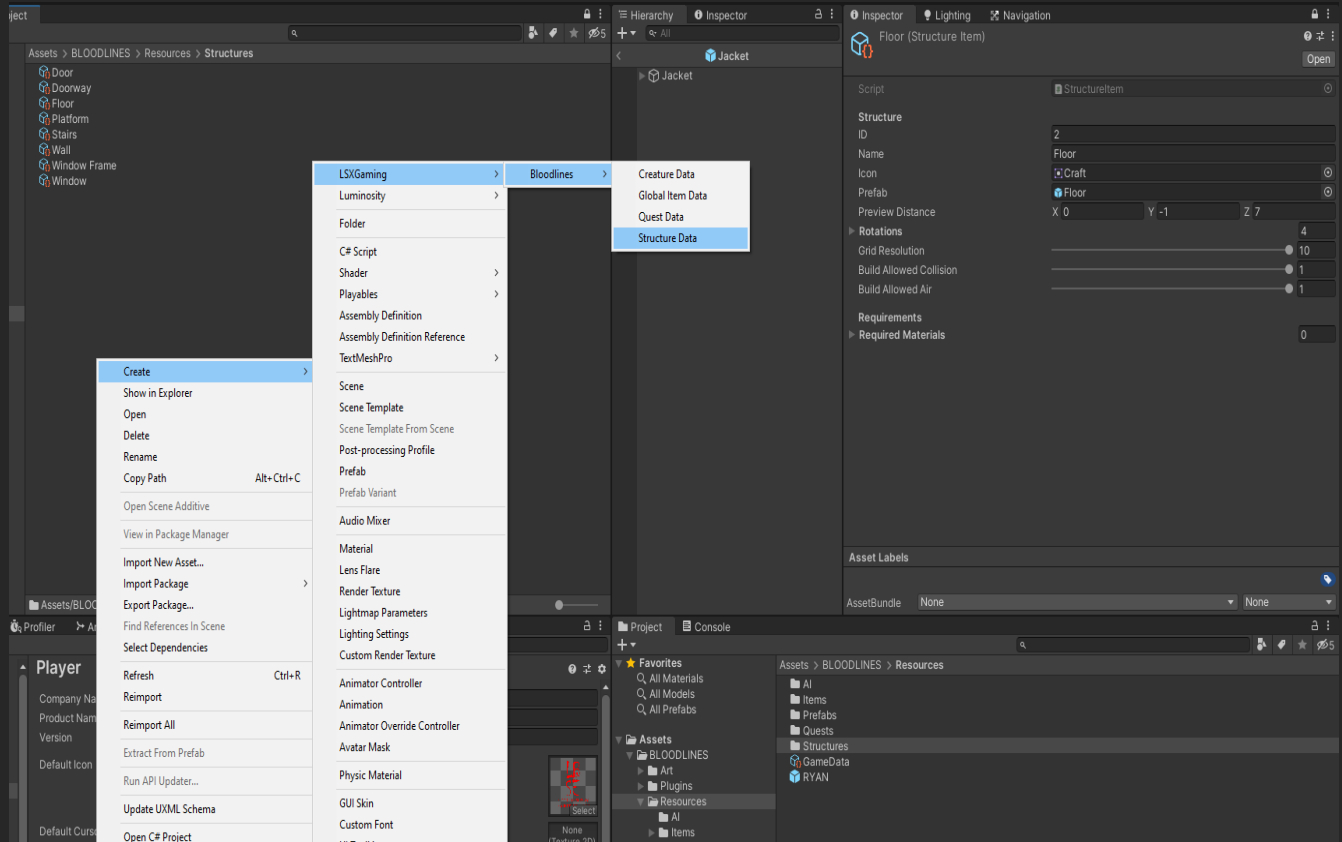 oject
5
Assets > BLOODLINES > Resources > Structures
Door
Doorway
Floor
Platform
Stairs
Wall
Window Frame
Window
Assets/BLOO
Create
Show in Explorer
Open
Delete
Rename
Copy Path Alt+Ctrl+C
Open Scene Additive
View in Package Manager
Import New Asset...
Import Package
Export Package...
Find References In Scene
Select Dependencies
Refresh Ctrl+R
Reimport
Reimport All
Extract From Prefab
Run API Updater...
Update UXML Schema
Open C# Project
LSXGaming
Luminosity
Folder
C# Script
Shader
Playables
Assembly Definition
Assembly Definition Reference
TextMeshPro
Scene
Scene Template
Scene Template From Scene
Post-processing Profile
Prefab
Prefab Variant
Audio Mixer
Material
Lens Flare
Render Texture
Lightmap Parameters
Lighting Settings
Custom Render Texture
Animator Controller
Animation
Animator Override Controller
Avatar Mask
Physic Material
GUI Skin
Custom Font
Bloodlines
Creature Data
Global Item Data
Quest Data
Structure Data
Hierarchy Inspector
All
Jacket
Jacket
Inspector Lighting Navigation
Floor (Structure Item)
Open
Script StructureItem
Structure
ID 2
Name Floor
Icon Craft
Prefab Floor
Preview Distance X 0 Y -1 Z 7
Rotations 4
Grid Resolution 10
Build Allowed Collision 1
Build Allowed Air 1
Requirements
Required Materials 0
Asset Labels
AssetBundle None None
Profiler
Player
Company Na
Product Nam
Version
Default Icon
Select
Default Curs
None
(Texture 2D)
Project Console
5
Favorites
All Materials
All Models
All Prefabs
Assets
BLOODLINES
Art
Plugins
Resources
AI
Items
Assets > BLOODLINES > Resources
AI
Items
Prefabs
Quests
Structures
GameData
RYAN